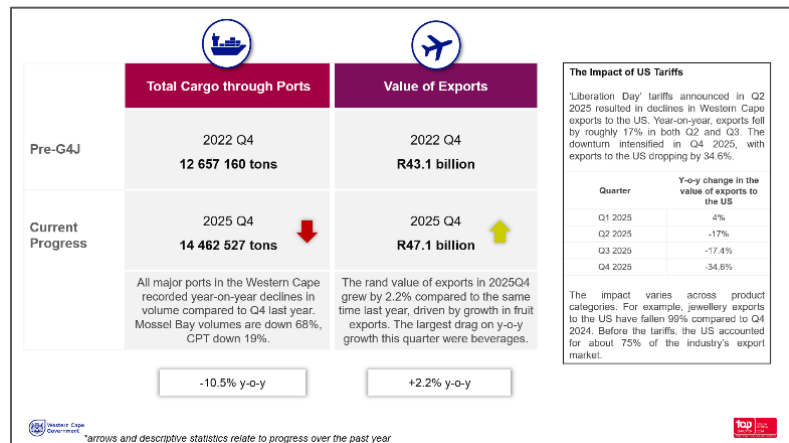 Total Cargo through Ports
Value of Exports
Pre-G4J
2022 Q4
12 657 160 tons
2022 Q4
R43.1 billion
Current
Progress
2025 Q4
14 462 527 tons
2025 Q4
R47.1 billion
All major ports in the Western Cape
recorded year-on-year declines in
volume compared to Q4 last year.
Mossel Bay volumes are down 68%,
CPT down 19%.
The rand value of exports in 2025Q4
grew by 2.2% compared to the same
time last year, driven by growth in fruit
exports. The largest drag on y-o-y
growth this quarter were beverages.
-10.5% y-o-y
+2.2% y-o-y
The Impact of US Tariffs
'Liberation Day' tariffs announced in Q2
2025 resulted in declines in Western Cape
exports to the US. Year-on-year, exports fell
by roughly 17% in both Q2 and Q3. The
downturn intensified in Q4 2025, with
exports to the US dropping by 34.6%.
Quarter
Y-o-y change in the
value of exports to
the US
Q1 2025 4%
Q2 2025 -17%
Q3 2025 -17.4%
Q4 2025 -34.6%
The impact varies across product
categories. For example, jewellery exports
to the US have fallen 99% compared to Q4
2024. Before the tariffs, the US accounted
for about 75% of the industry's export
market.
Western Cape
Government
*arrows and descriptive statistics relate to progress over the past year
top